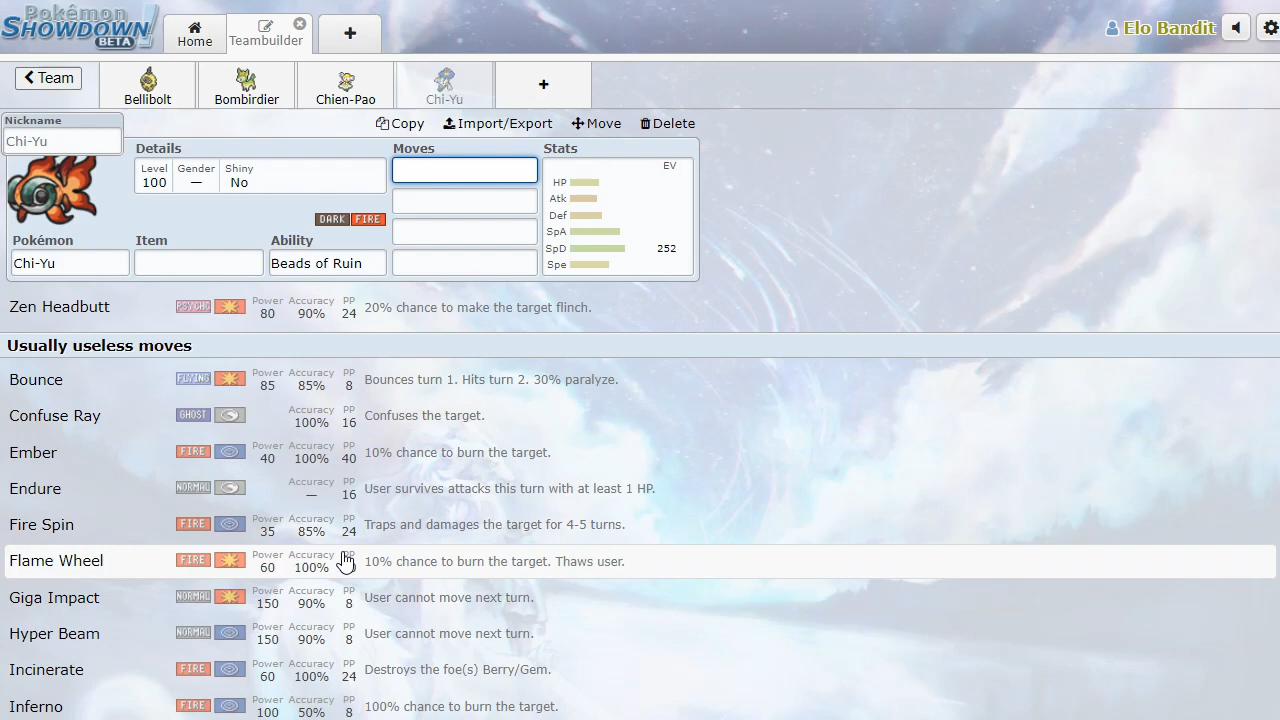 Pokémon
SHOWDOWN!
BETA
Home
Teambuilder
+
Elo Bandit
Team
Bellibolt
Bombirdier
Chien-Pao
Chi-Yu
+
Nickname
Chi-Yu
Copy
Import/Export
Move
Delete
Details
Moves
Stats
Level
Gender
Shiny
100
—
No
EV
HP
Atk
Def
SpA
SpD 252
Spe
DARK FIRE
Pokémon
Item
Ability
Chi-Yu
Beads of Ruin
Zen Headbutt PSYCHC Power 80 Accuracy 90% PP 24 20% chance to make the target flinch.
Usually useless moves
Bounce FLYING Power 85 Accuracy 85% PP 8 Bounces turn 1. Hits turn 2. 30% paralyze.
Confuse Ray GHOST Accuracy 100% PP 16 Confuses the target.
Ember FIRE Power 40 Accuracy 100% PP 40 10% chance to burn the target.
Endure NORMAL Accuracy — PP 16 User survives attacks this turn with at least 1 HP.
Fire Spin FIRE Power 35 Accuracy 85% PP 24 Traps and damages the target for 4-5 turns.
Flame Wheel FIRE Power 60 Accuracy 100% 10% chance to burn the target. Thaws user.
Giga Impact NORMAL Power 150 Accuracy 90% PP 8 User cannot move next turn.
Hyper Beam NORMAL Power 150 Accuracy 90% PP 8 User cannot move next turn.
Incinerate FIRE Power 60 Accuracy 100% PP 24 Destroys the foe(s) Berry/Gem.
Inferno FIRE Power 100 Accuracy 50% PP 8 100% chance to burn the target.